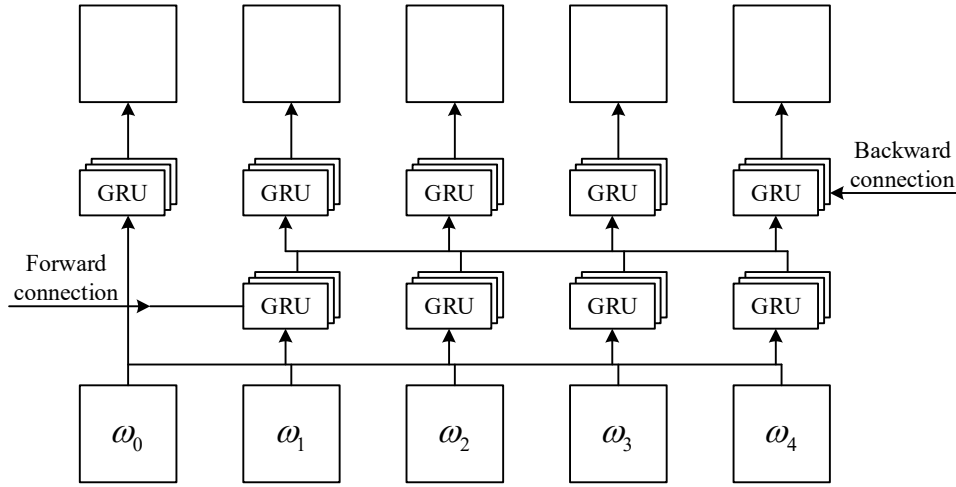 GRU GRU GRU GRU GRU
Backward
connection
Forward
connection
GRU GRU GRU GRU
ω₀ ω₁ ω₂ ω₃ ω₄